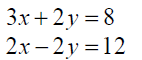 3x + 2y = 8
2x − 2y = 12